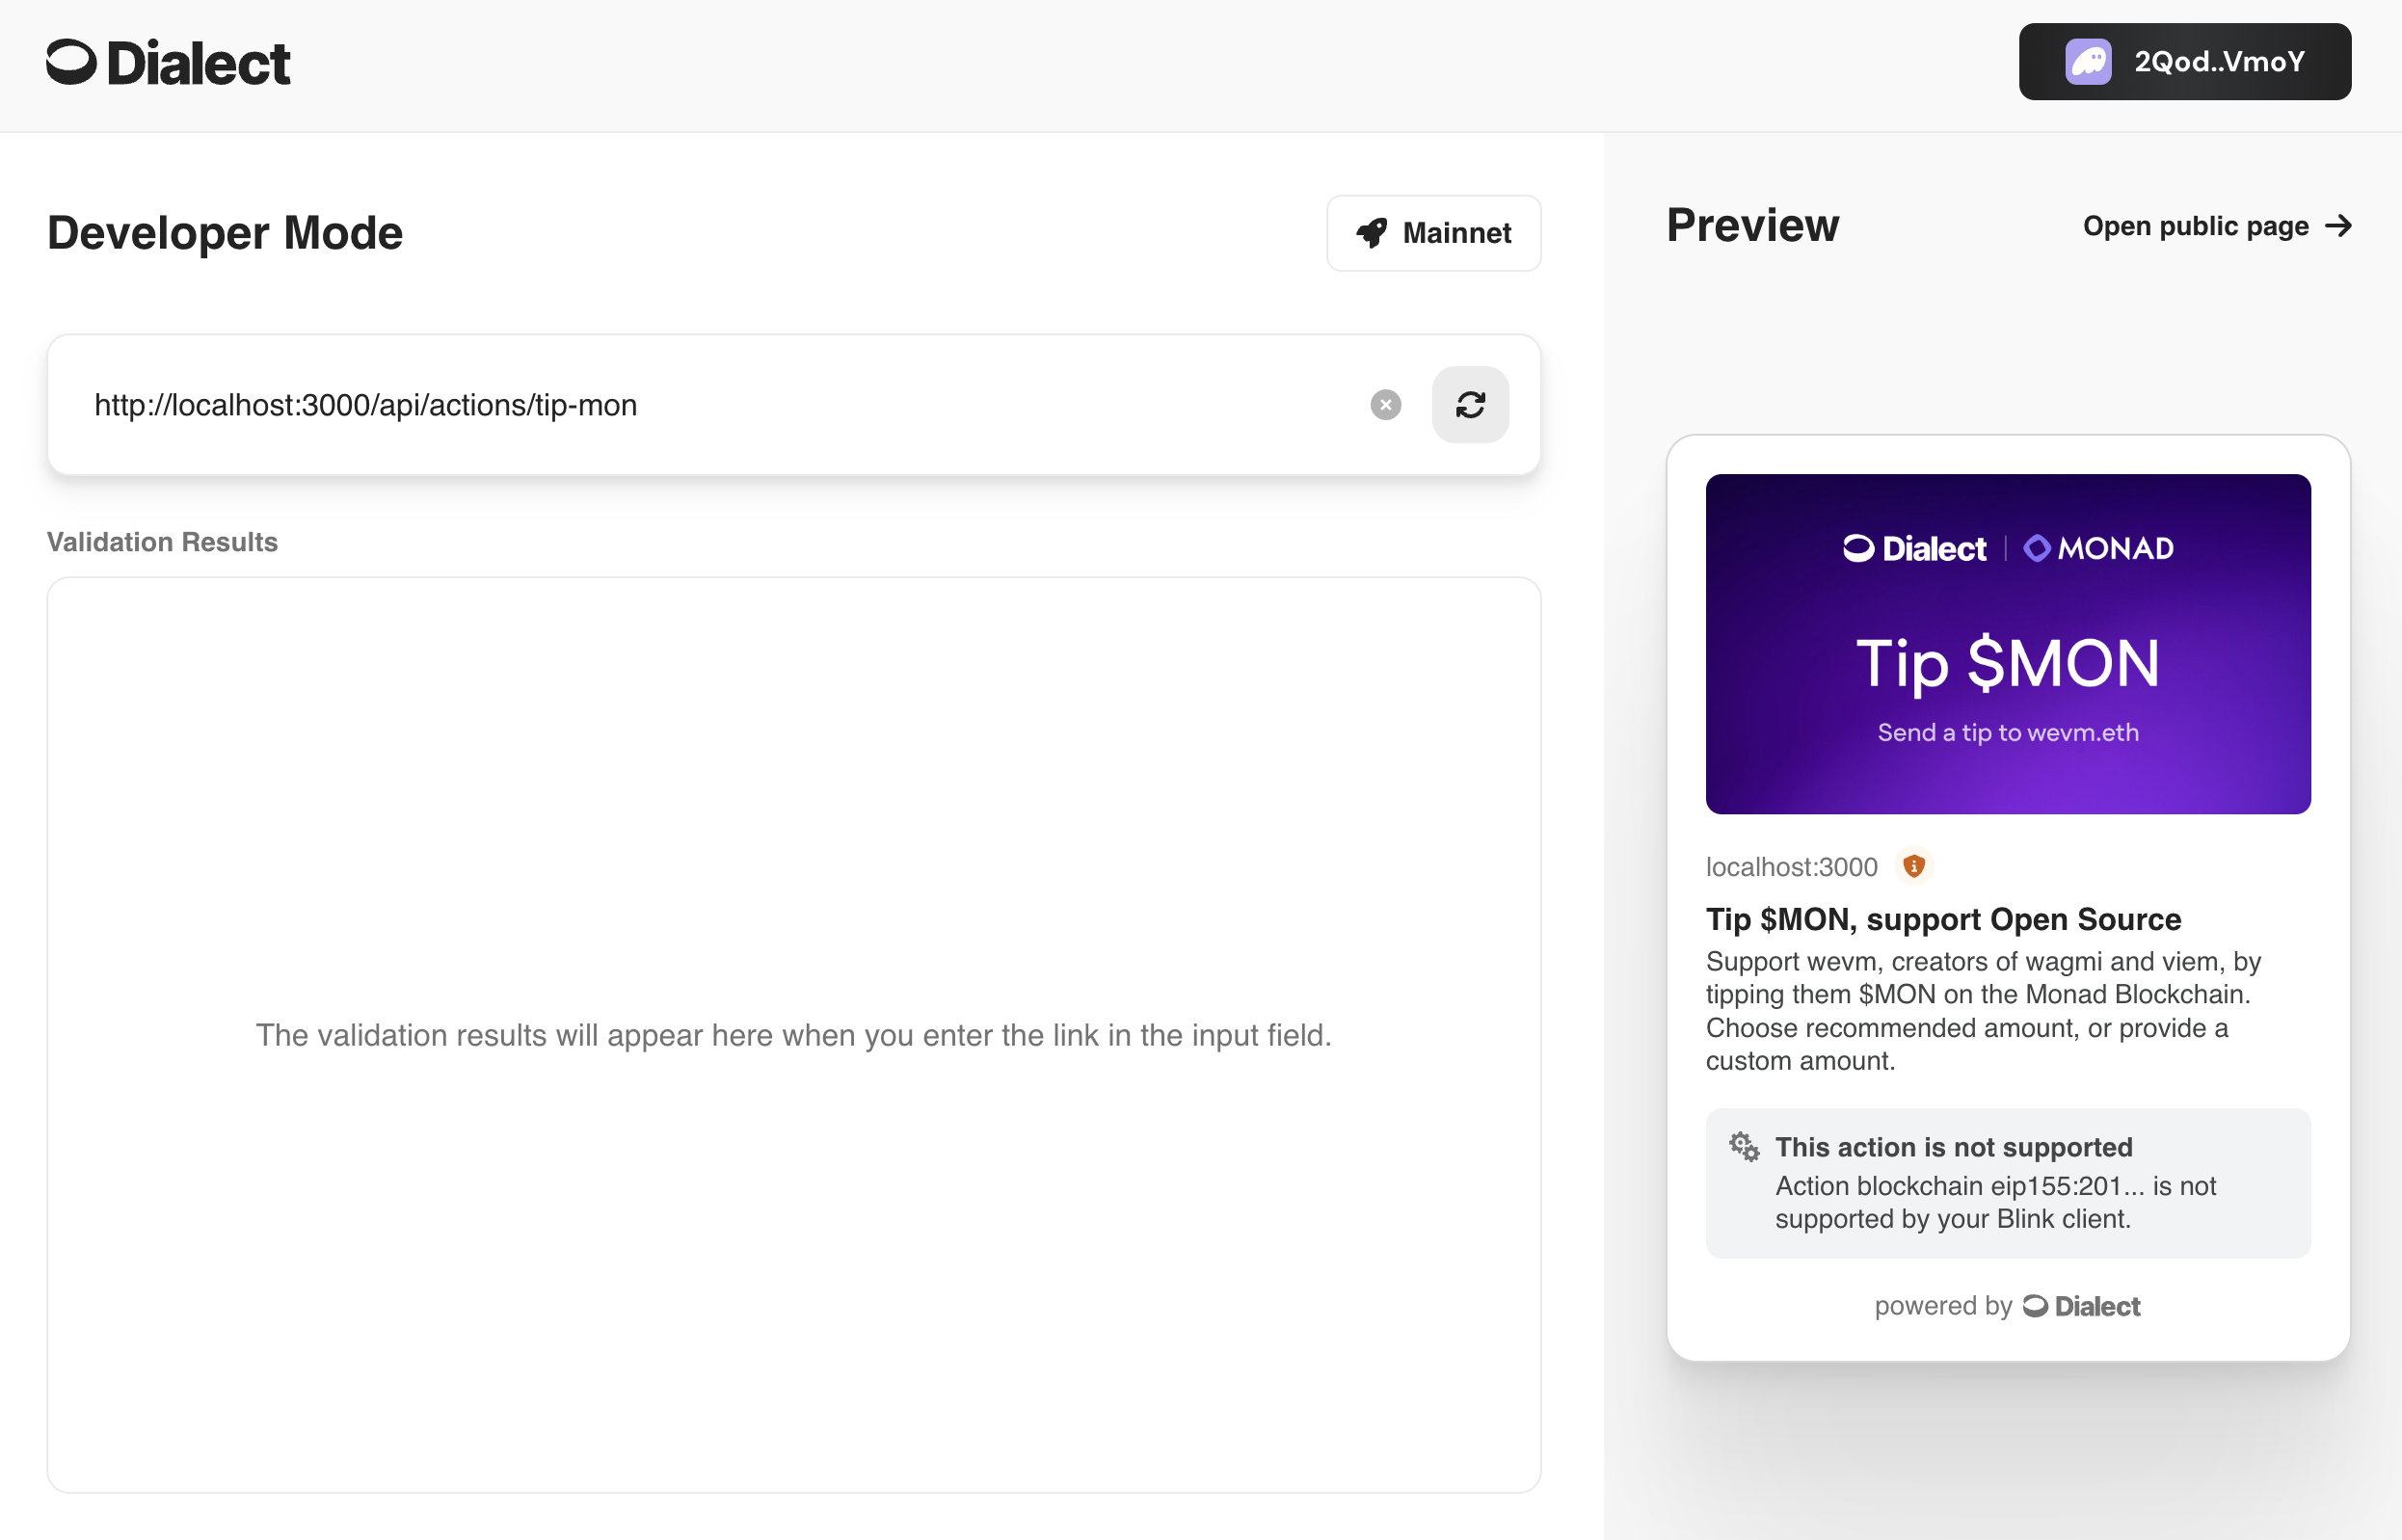 Dialect
2Qod..VmoY
Developer Mode
Mainnet
http://localhost:3000/api/actions/tip-mon
Validation Results
The validation results will appear here when you enter the link in the input field.
Preview
Open public page →
Dialect | MONAD
Tip $MON
Send a tip to wevm.eth
localhost:3000
Tip $MON, support Open Source
Support wevm, creators of wagmi and viem, by
tipping them $MON on the Monad Blockchain.
Choose recommended amount, or provide a
custom amount.
This action is not supported
Action blockchain eip155:201... is not
supported by your Blink client.
powered by Dialect